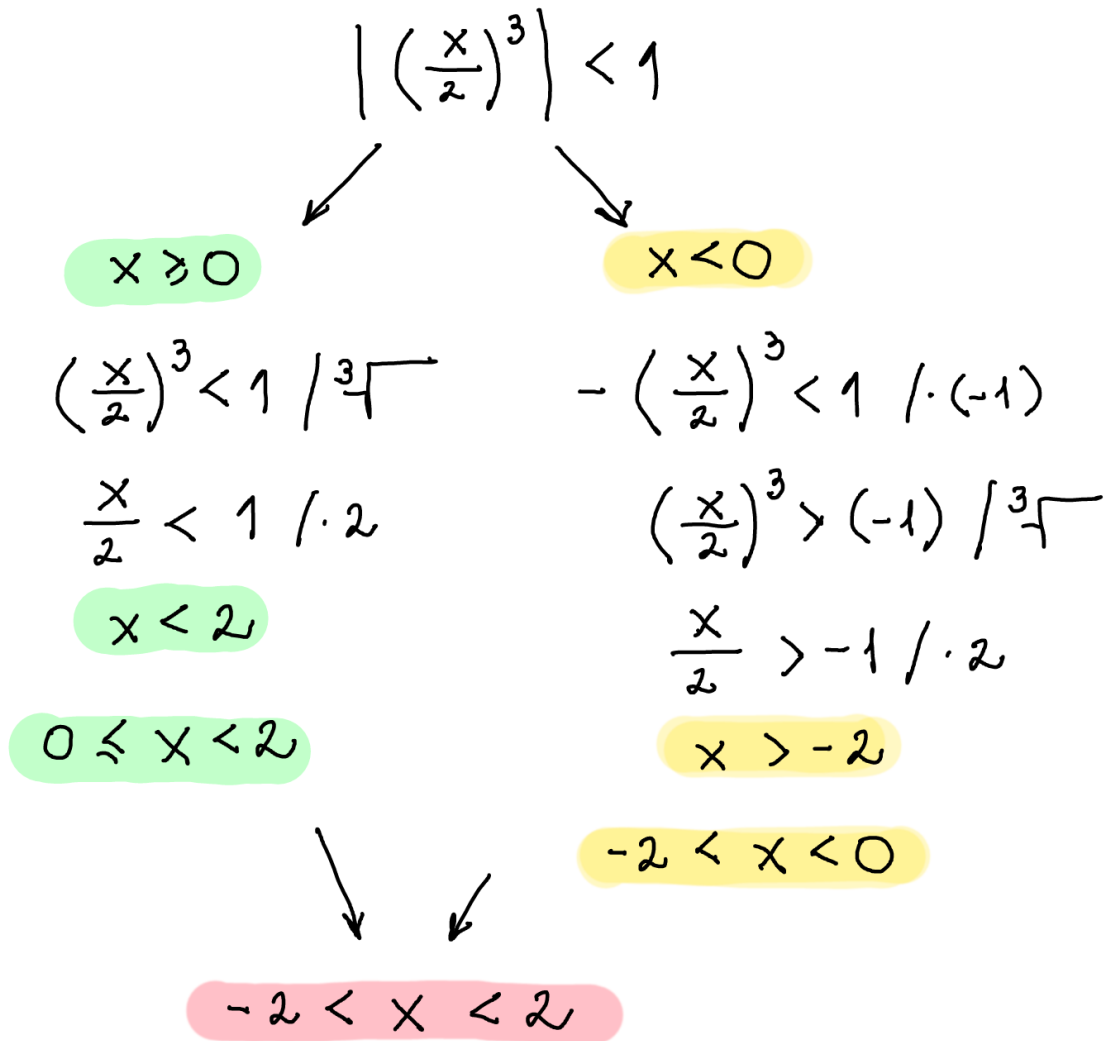 |(x/2)³| < 1
x ⩾ 0
(x/2)³ < 1 / ∛
x/2 < 1 / · 2
x < 2
0 ⩽ x < 2
x < 0
-(x/2)³ < 1 / · (-1)
(x/2)³ > (-1) / ∛
x/2 > -1 / · 2
x > -2
-2 < x < 0
-2 < x < 2